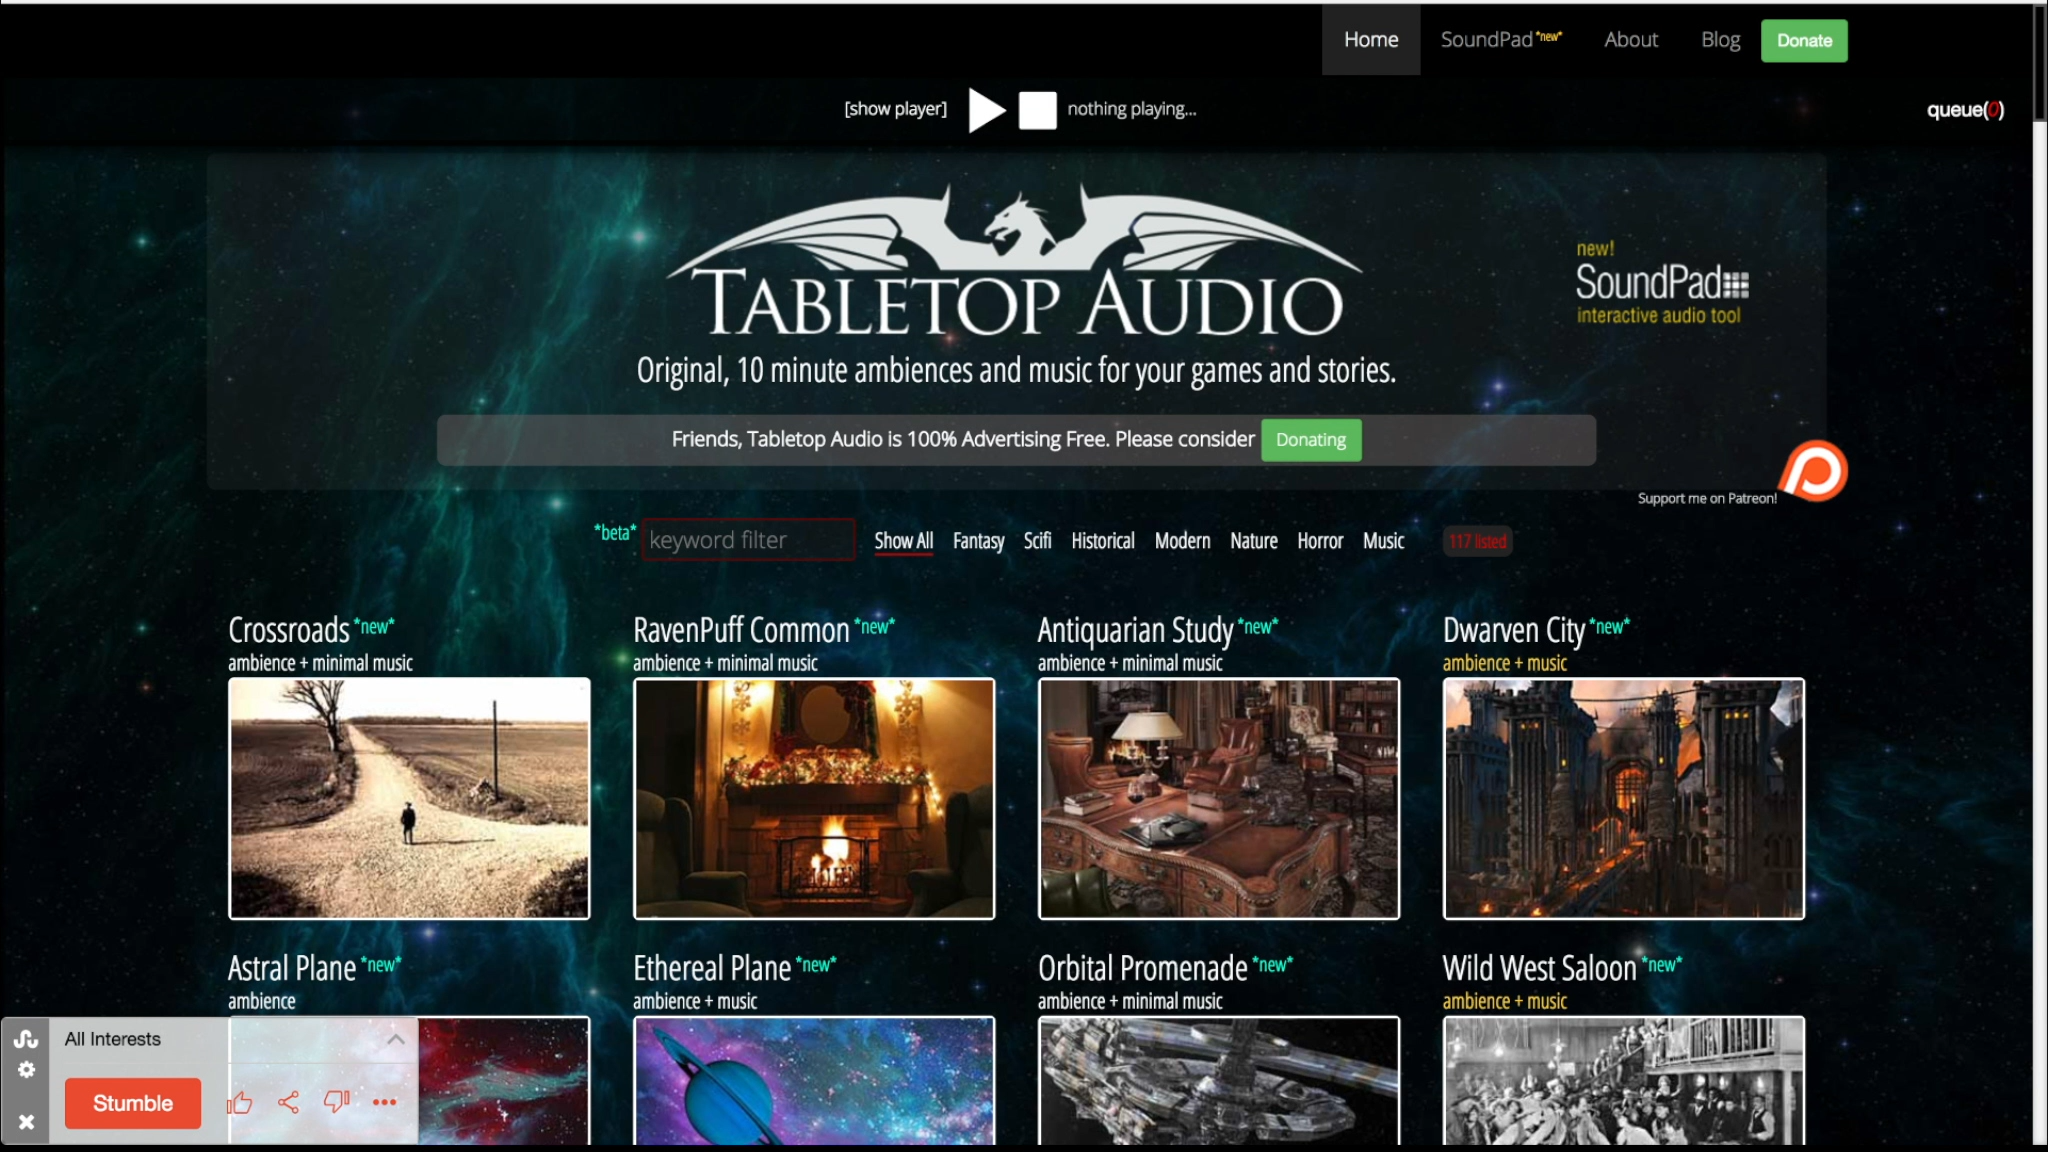 Home SoundPad *new* About Blog Donate
[show player] nothing playing... queue(0)
TABLETOP AUDIO
new!
SoundPad
interactive audio tool
Original, 10 minute ambiences and music for your games and stories.
Friends, Tabletop Audio is 100% Advertising Free. Please consider Donating
Support me on Patreon!
*beta* keyword filter Show All Fantasy Scifi Historical Modern Nature Horror Music 117 listed
Crossroads *new*
ambience + minimal music
RavenPuff Common *new*
ambience + minimal music
Antiquarian Study *new*
ambience + minimal music
Dwarven City *new*
ambience + music
Astral Plane *new*
ambience
Ethereal Plane *new*
ambience + music
Orbital Promenade *new*
ambience + minimal music
Wild West Saloon *new*
ambience + music
All Interests
Stumble